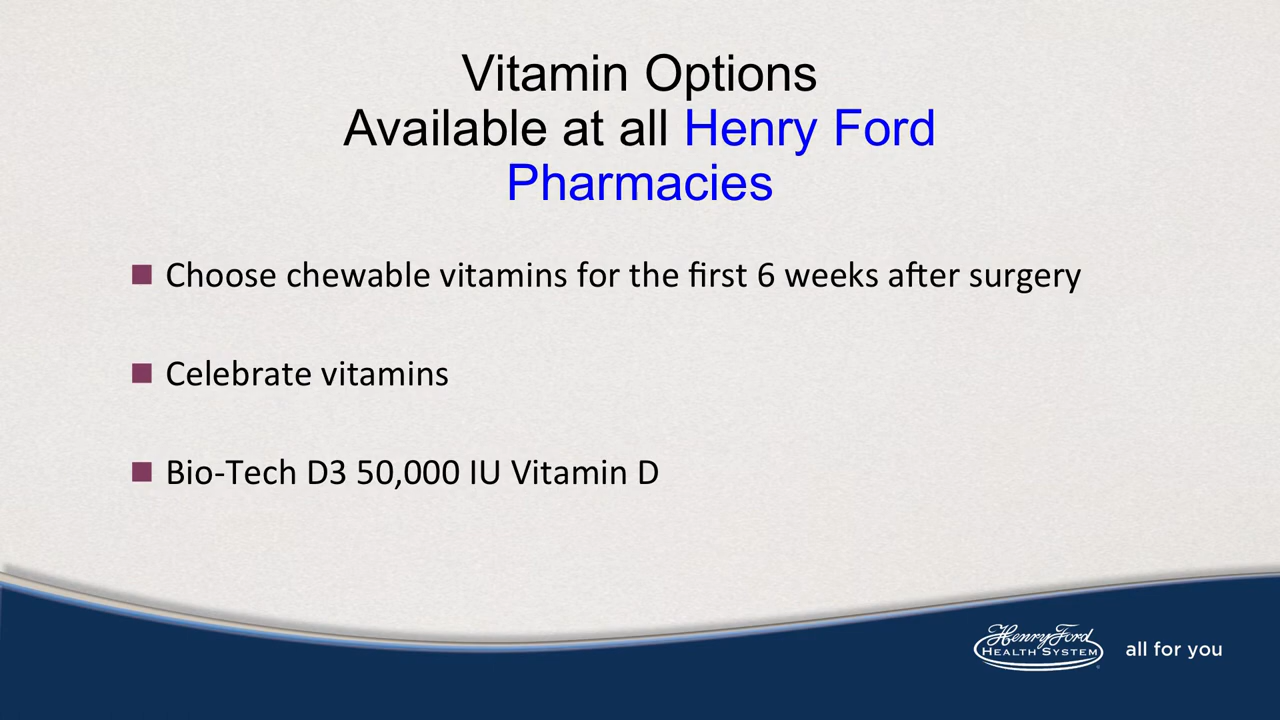 Vitamin Options
Available at all Henry Ford
Pharmacies
Choose chewable vitamins for the first 6 weeks after surgery
Celebrate vitamins
Bio-Tech D3 50,000 IU Vitamin D
Henry Ford
HEALTH SYSTEM
all for you